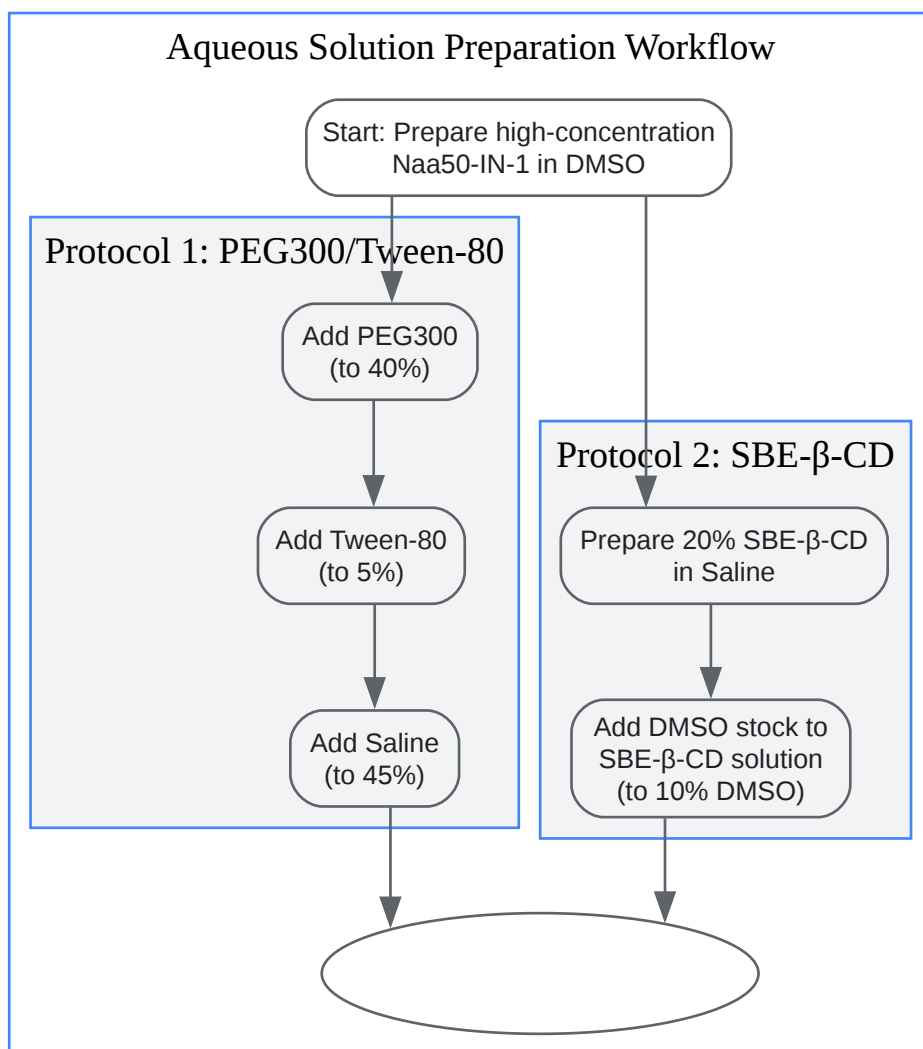 Aqueous Solution Preparation Workflow
Start: Prepare high-concentration
Naa50-IN-1 in DMSO
Protocol 1: PEG300/Tween-80
Add PEG300
(to 40%)
Add Tween-80
(to 5%)
Add Saline
(to 45%)
Protocol 2: SBE-β-CD
Prepare 20% SBE-β-CD
in Saline
Add DMSO stock to
SBE-β-CD solution
(to 10% DMSO)